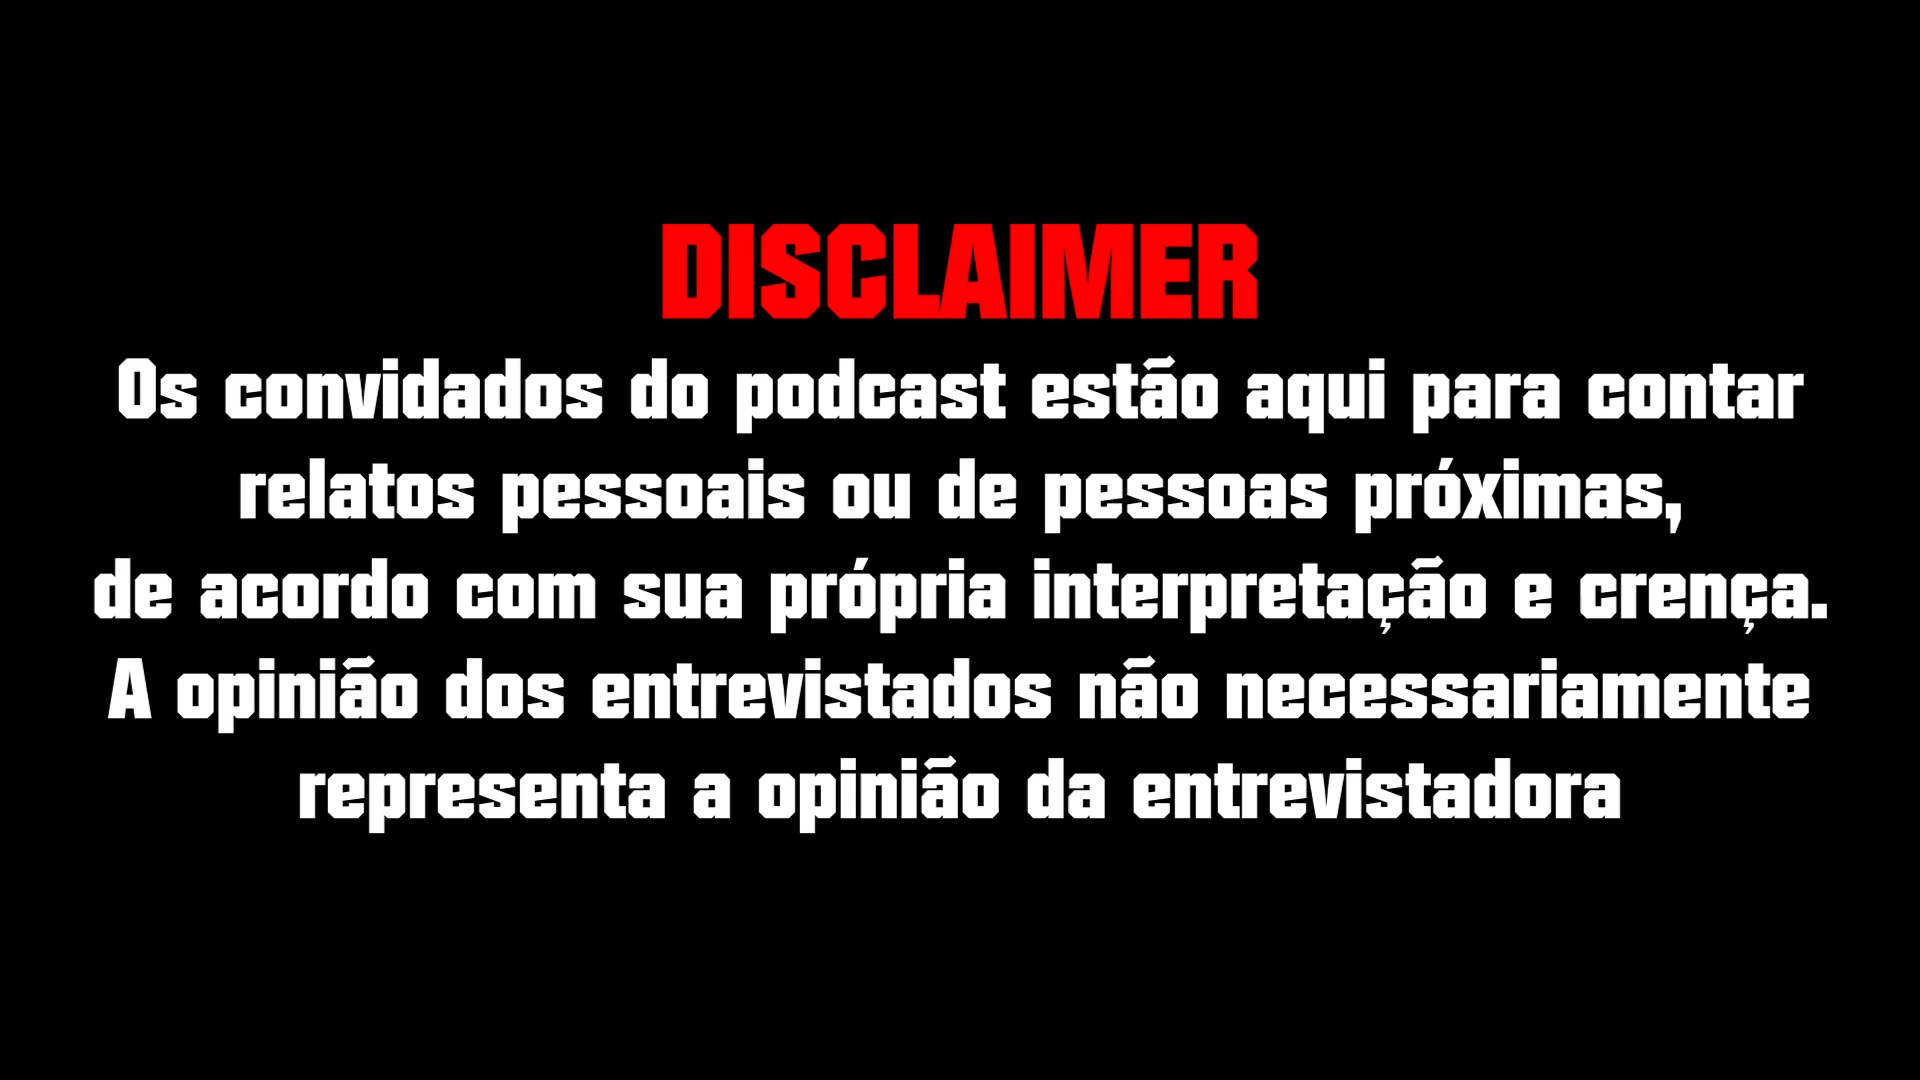 DISCLAIMER
Os convidados do podcast estão aqui para contar
relatos pessoais ou de pessoas próximas,
de acordo com sua própria interpretação e crença.
A opinião dos entrevistados não necessariamente
representa a opinião da entrevistadora